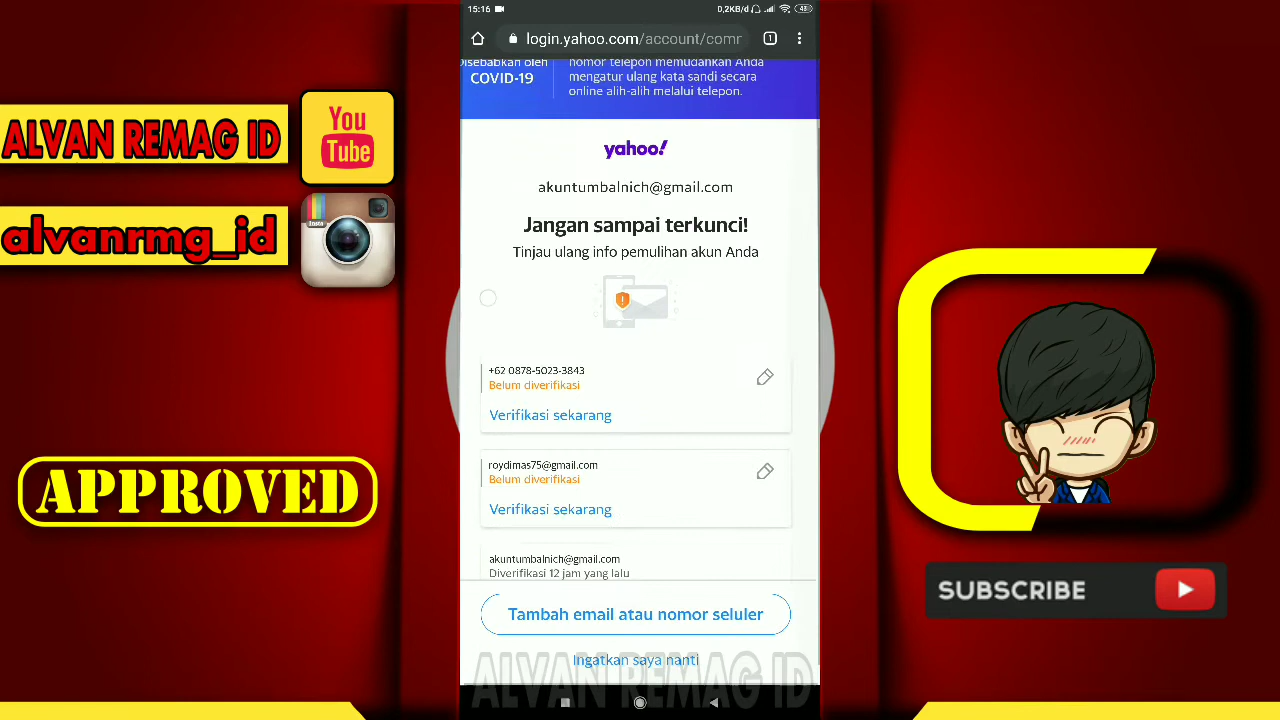 15:16
0,2KB/d
48
login.yahoo.com/account/comr
1
Disebabkan oleh
COVID-19
nomor telepon memudahkan Anda
mengatur ulang kata sandi secara
online alih-alih melalui telepon.
yahoo!
akuntumbalnich@gmail.com
Jangan sampai terkunci!
Tinjau ulang info pemulihan akun Anda
+62 0878-5023-3843
Belum diverifikasi
Verifikasi sekarang
roydimas75@gmail.com
Belum diverifikasi
Verifikasi sekarang
akuntumbalnich@gmail.com
Diverifikasi 12 jam yang lalu
Tambah email atau nomor seluler
Ingatkan saya nanti
ALVAN REMAG ID
ALVAN REMAG ID
You
Tube
alvanrmg_id
Insta
APPROVED
SUBSCRIBE